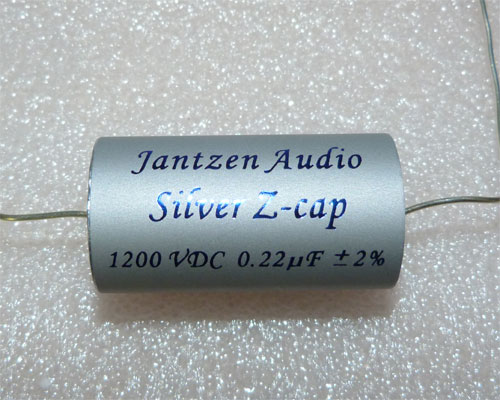 Jantzen Audio
Silver Z-cap
1200 VDC 0.22µF ±2%